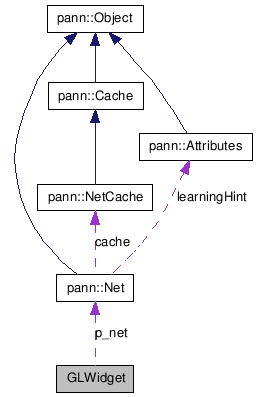 pann::Object
pann::Cache
pann::Attributes
pann::NetCache
learningHint
cache
pann::Net
p_net
GLWidget